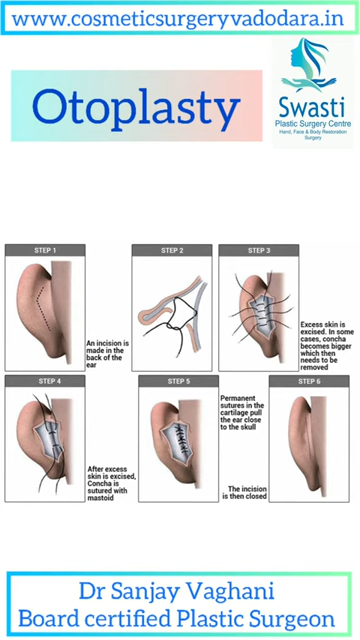 www.cosmeticsurgeryvadodara.in
Otoplasty
Swasti
Plastic Surgery Centre
Hand, Face & Body Restoration
Surgery
STEP 1
An incision is
made in the
back of the
ear
STEP 2
STEP 3
Excess skin is
excised. In some
cases, concha
becomes bigger
which then
needs to be
removed
STEP 4
After excess
skin is excised,
Concha is
sutured with
mastoid
STEP 5
Permanent
sutures in the
cartilage pull
the ear close
to the skull
STEP 6
The incision
is then closed
Dr Sanjay Vaghani
Board certified Plastic Surgeon